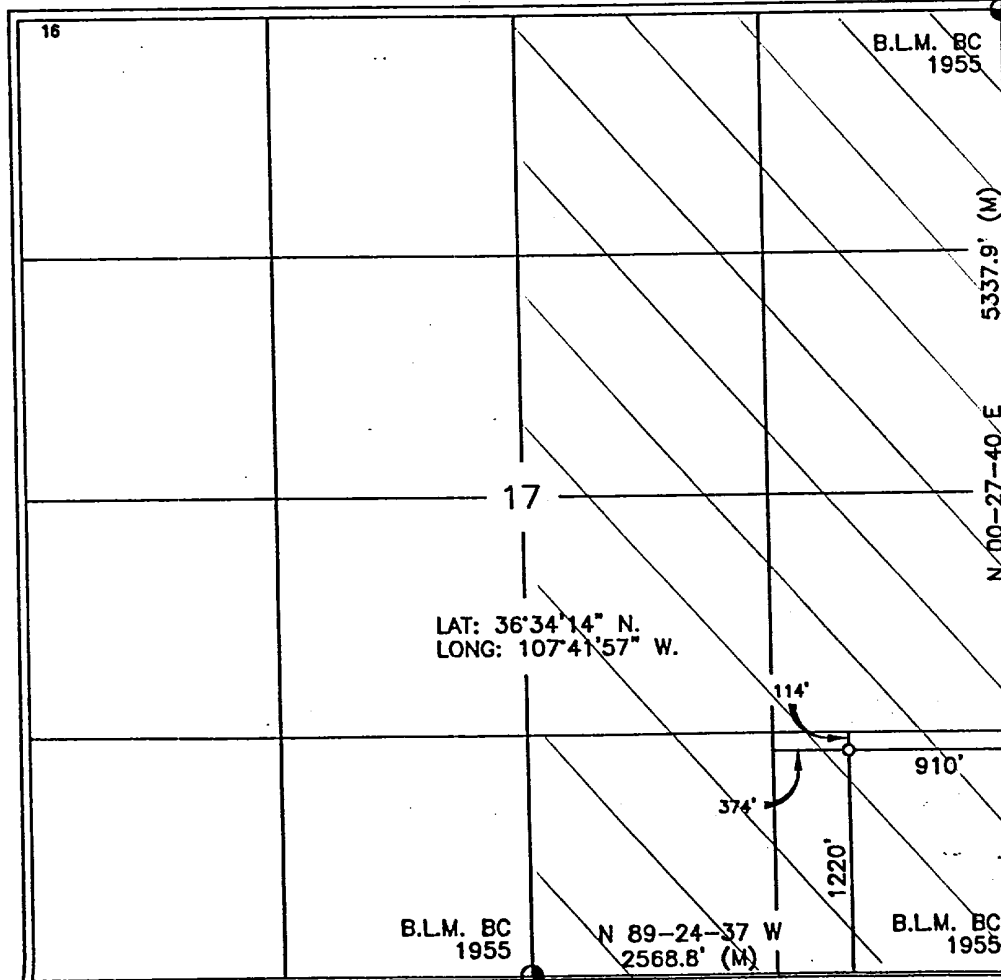 16
B.L.M. BC
1955
5337.9' (M)
N 00-27-40 E
17
LAT: 36°34'14" N.
LONG: 107°41'57" W.
114'
910'
374'
1220'
B.L.M. BC
1955
N 89-24-37 W
2568.8' (M)
B.L.M. BC
1955